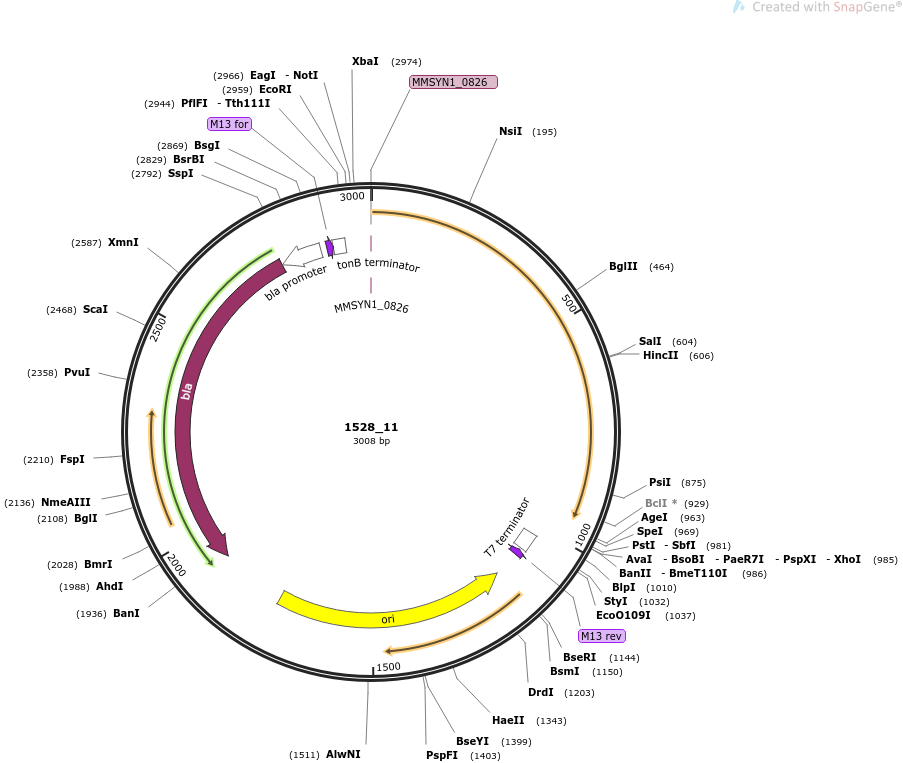 Created with SnapGene®
XbaI (2974)
MMSYN1_0826
(2966) EagI - NotI
(2959) EcoRI
(2944) PflFI - Tth111I
M13 for
(2869) BsgI
(2829) BsrBI
(2792) SspI
(2587) XmnI
(2468) ScaI
(2358) PvuI
(2210) FspI
(2136) NmeAIII
(2108) BglI
(2028) BmrI
(1988) AhdI
(1936) BanI
(1511) AlwNI
NsiI (195)
BglII (464)
SalI (604)
HincII (606)
PsiI (875)
BclI * (929)
AgeI (963)
SpeI (969)
PstI - SbfI (981)
AvaI - BsoBI - PaeR7I - PspXI - XhoI (985)
BanII - BmeT110I (986)
BlpI (1010)
StyI (1032)
EcoO109I (1037)
M13 rev
BseRI (1144)
BsmI (1150)
DrdI (1203)
HaeII (1343)
BseYI (1399)
PspFI (1403)
3000
500
1000
1500
2000
2500
bla promoter
tonB terminator
MMSYN1_0826
bla
T7 terminator
ori
1528_11
3008 bp